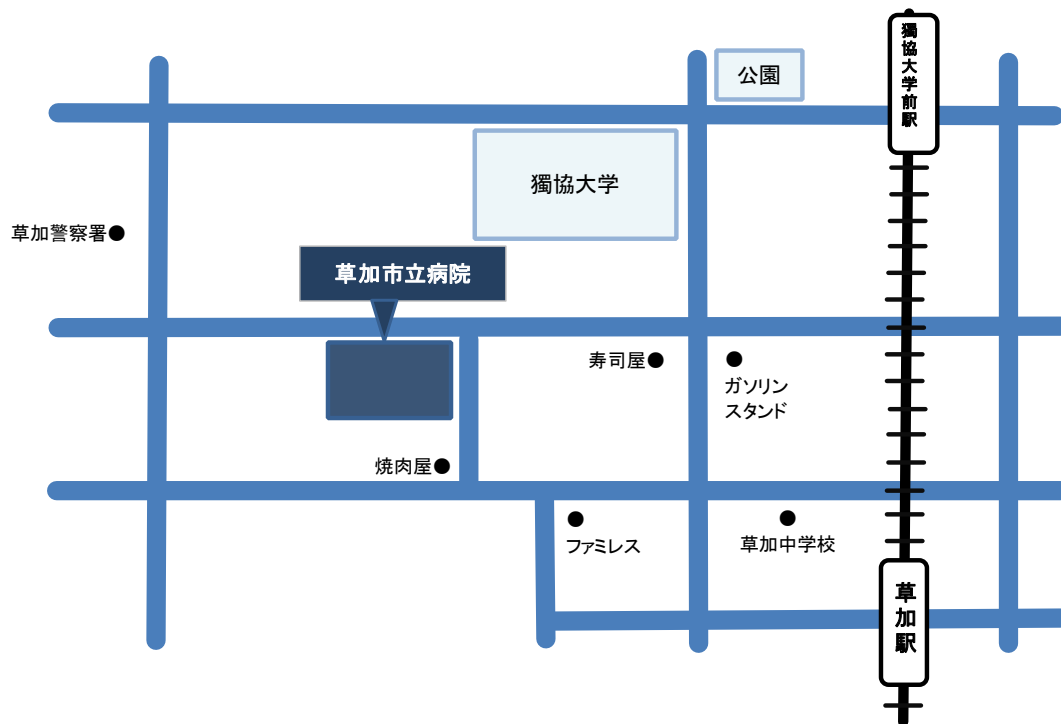 獨協大学前駅
公園
獨協大学
草加警察署●
草加市立病院
寿司屋●
ガソリン
スタンド
焼肉屋●
ファミレス
草加中学校
草加駅